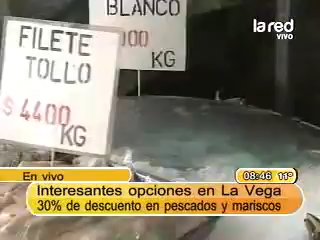 BLANCO
00
KG
la red
vivo
FILETE
TOLLO
$4400
KG
En vivo
08:46 11°
Interesantes opciones en La Vega
30% de descuento en pescados y mariscos